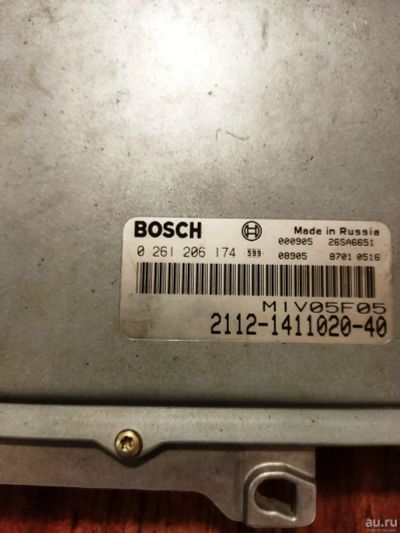 BOSCH
Made in Russia
0 261 206 174 599
000905 26SA6651
08905 8701 0516
M1V05F05
2112-1411020-40
au.ru